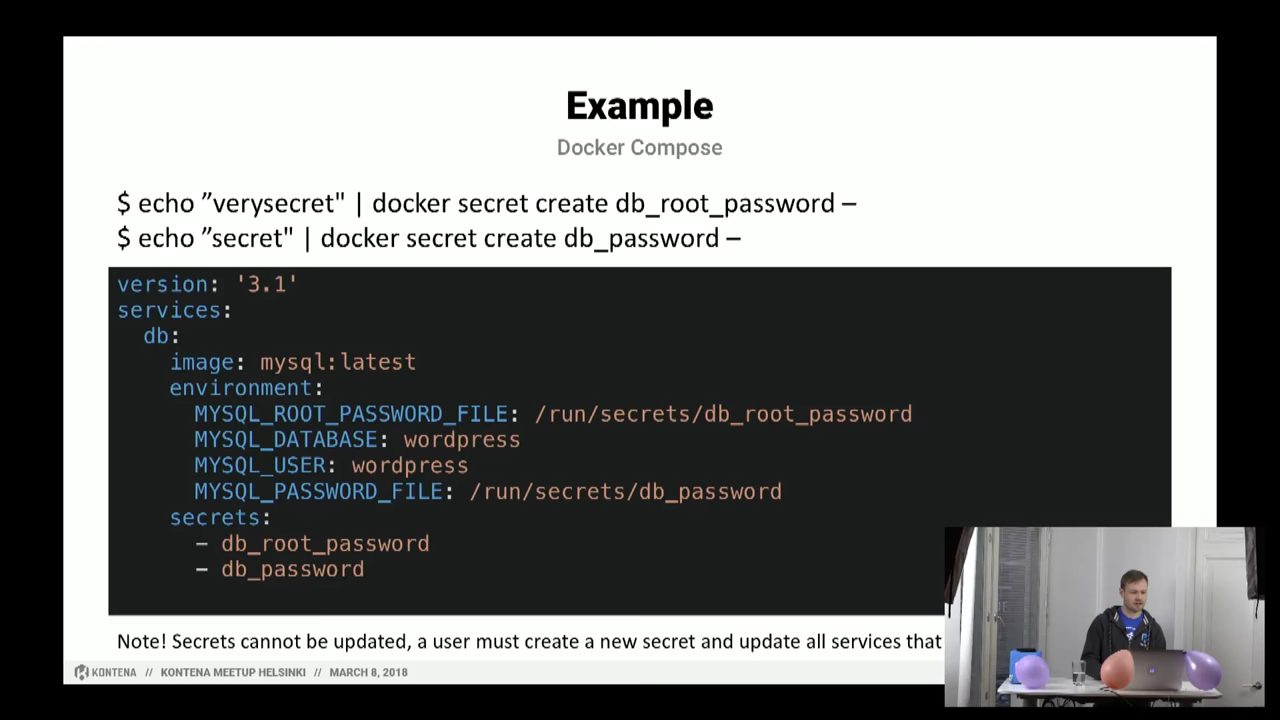 Example
Docker Compose
$ echo ”verysecret" | docker secret create db_root_password –
$ echo ”secret" | docker secret create db_password –
version: '3.1'
services:
  db:
    image: mysql:latest
    environment:
      MYSQL_ROOT_PASSWORD_FILE: /run/secrets/db_root_password
      MYSQL_DATABASE: wordpress
      MYSQL_USER: wordpress
      MYSQL_PASSWORD_FILE: /run/secrets/db_password
    secrets:
      – db_root_password
      – db_password
Note! Secrets cannot be updated, a user must create a new secret and update all services that
KONTENA // KONTENA MEETUP HELSINKI // MARCH 8, 2018